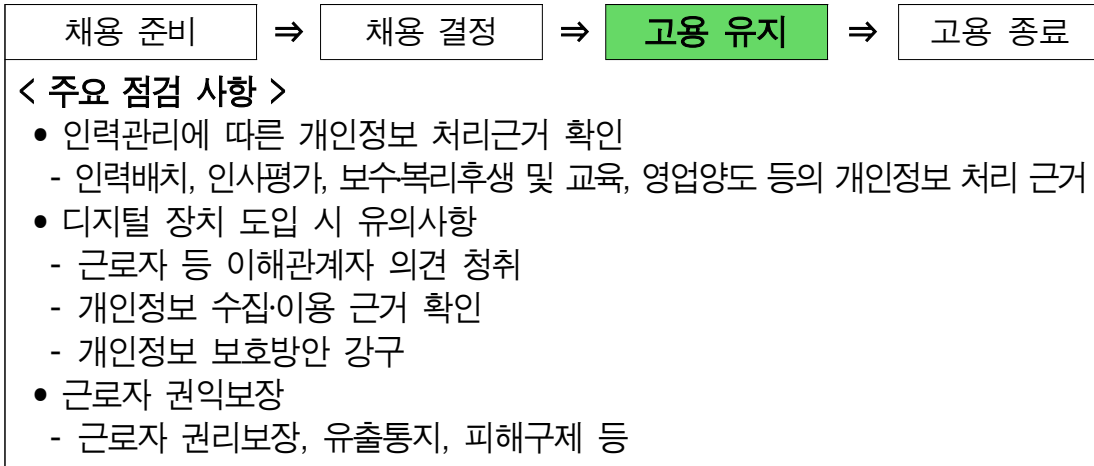 채용 준비 ⇒ 채용 결정 ⇒ 고용 유지 ⇒ 고용 종료
< 주요 점검 사항 >
• 인력관리에 따른 개인정보 처리근거 확인
- 인력배치, 인사평가, 보수·복리후생 및 교육, 영업양도 등의 개인정보 처리 근거
• 디지털 장치 도입 시 유의사항
- 근로자 등 이해관계자 의견 청취
- 개인정보 수집·이용 근거 확인
- 개인정보 보호방안 강구
• 근로자 권익보장
- 근로자 권리보장, 유출통지, 피해구제 등